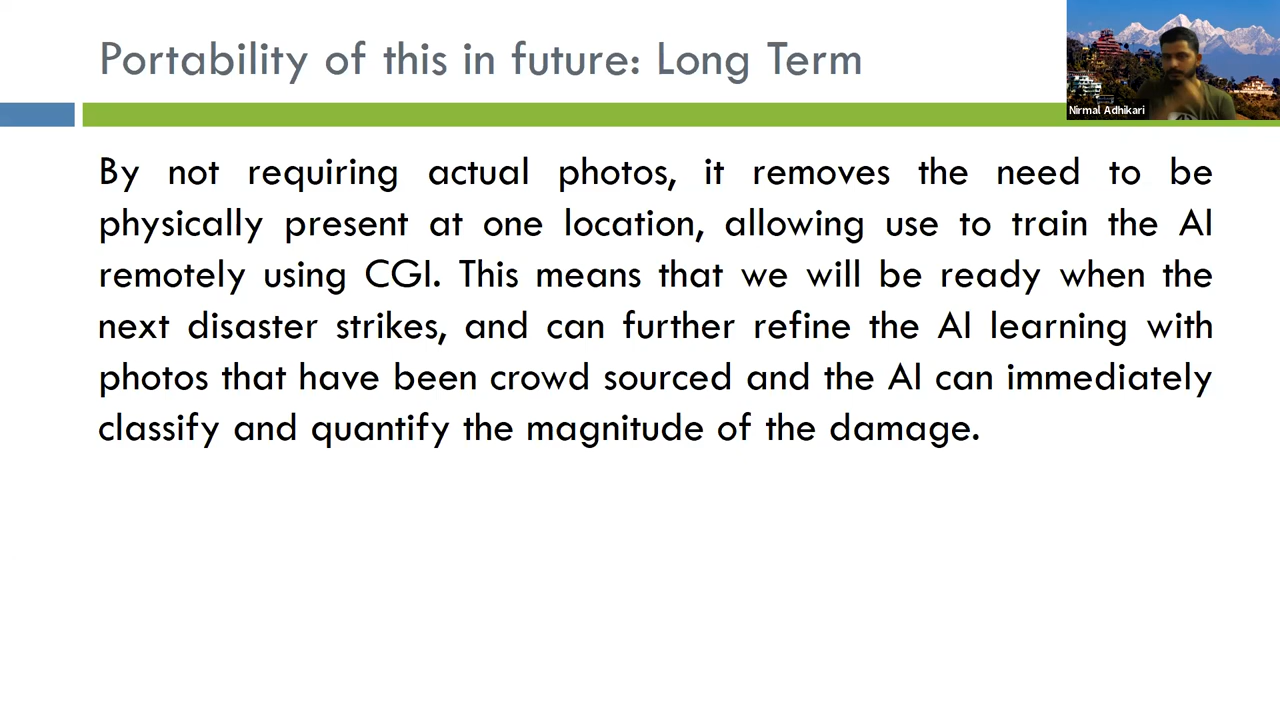 Portability of this in future: Long Term
Nirmal Adhikari
By not requiring actual photos, it removes the need to be
physically present at one location, allowing use to train the AI
remotely using CGI. This means that we will be ready when the
next disaster strikes, and can further refine the AI learning with
photos that have been crowd sourced and the AI can immediately
classify and quantify the magnitude of the damage.